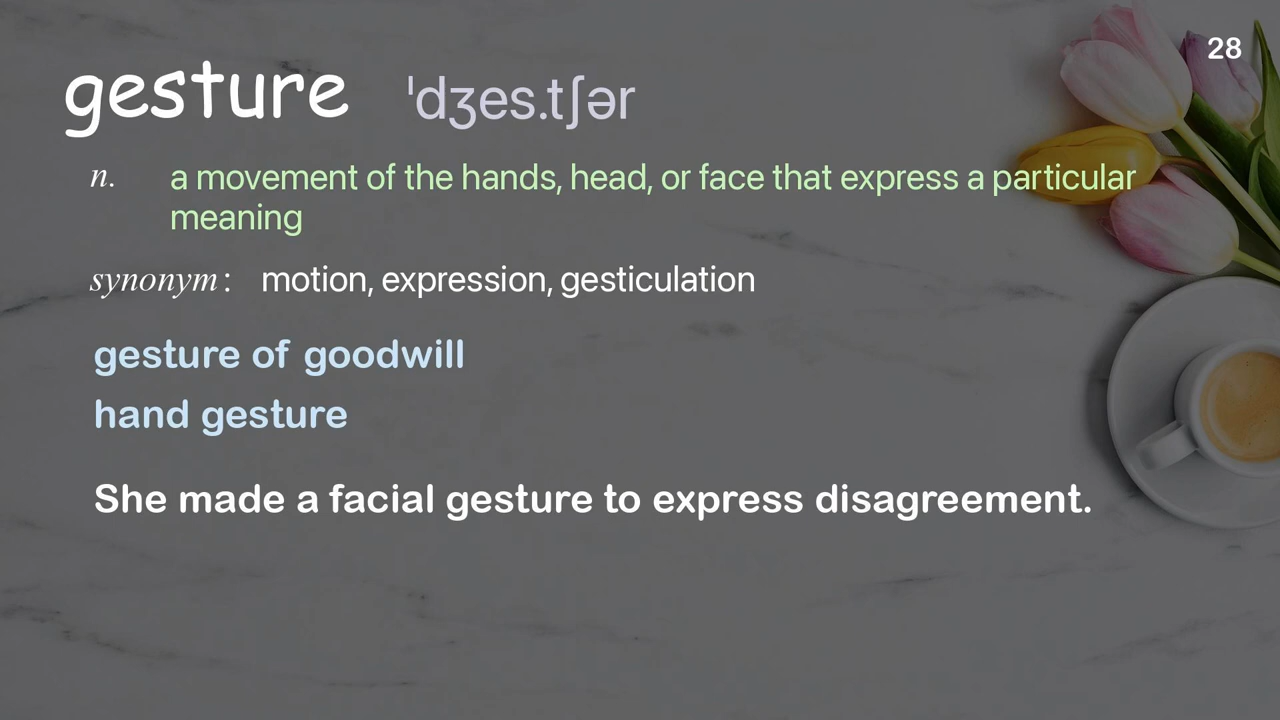 28
gesture ˈdʒes.tʃər
n. a movement of the hands, head, or face that express a particular
meaning
synonym: motion, expression, gesticulation
gesture of goodwill
hand gesture
She made a facial gesture to express disagreement.